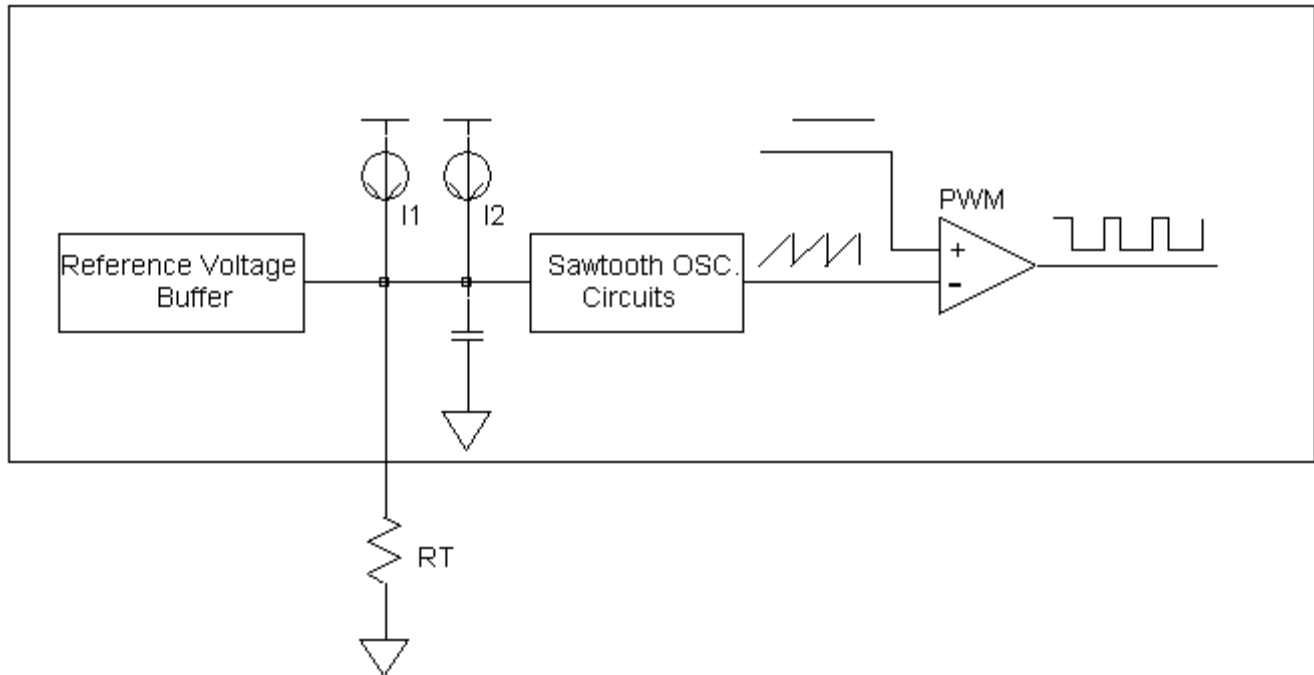 PWM
I1
I2
+
-
Reference Voltage
Buffer
Sawtooth OSC.
Circuits
RT